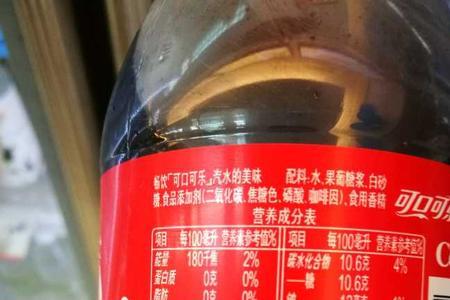 畅饮「可口可乐」汽水的美味 配料:水,果葡糖浆,白砂
糖,食品添加剂(二氧化碳,焦糖色,磷酸,咖啡因),食用香精
可口可
营养成分表
项目 每100毫升 营养素参考值% 项目 每100毫升 营养素参考值%
能量 180千焦 2% 碳水化合物 10.6克 4%
蛋白质 0克 0% —糖 10.6克
脂肪 0克 0% 钠